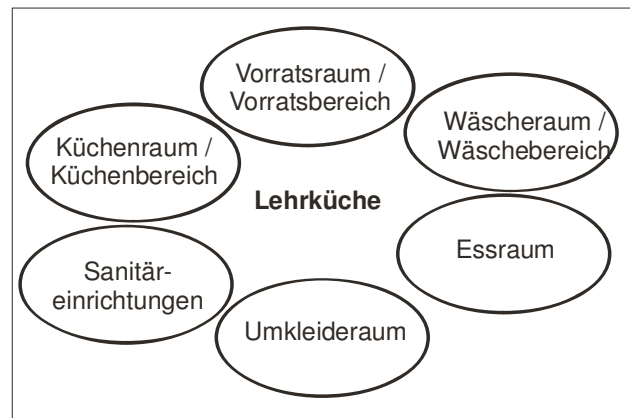 Vorratsraum /
Vorratsbereich
Wäscheraum /
Wäschebereich
Küchenraum /
Küchenbereich
Lehrküche
Essraum
Sanitär-
einrichtungen
Umkleideraum